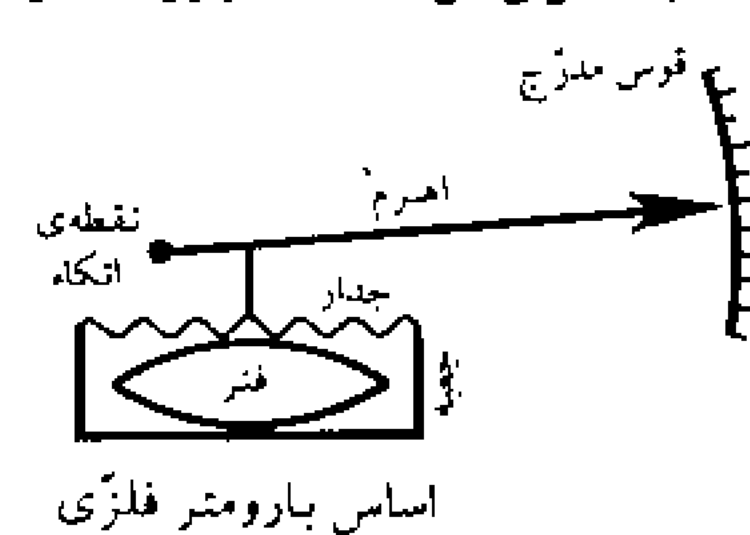 قوس مدرّج
اهرم
نقطه‌ی
اتکاء
جدار
فنر
اساس بارومتر فلزّی